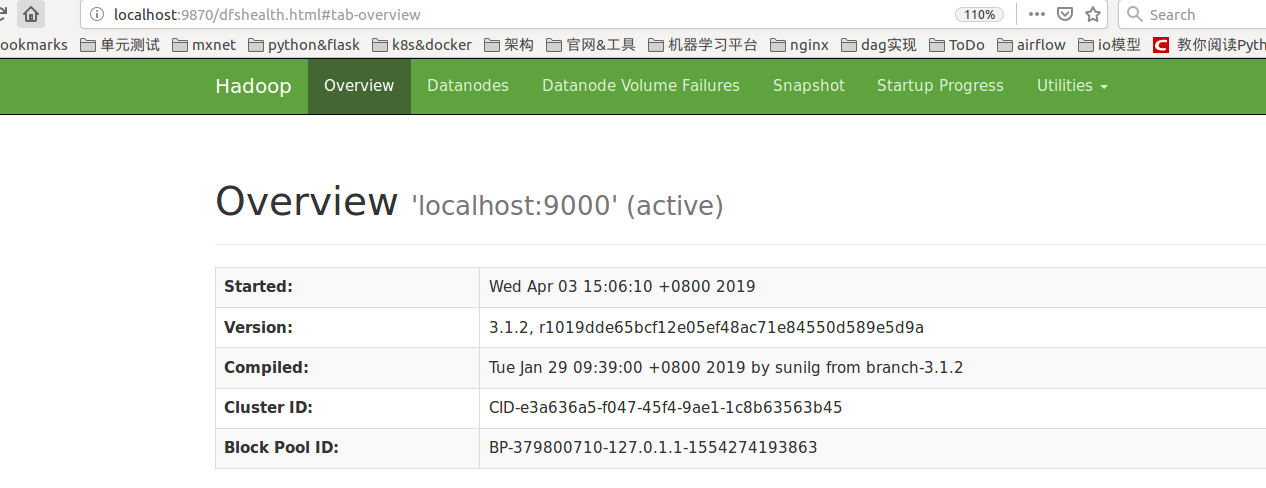 localhost:9870/dfshealth.html#tab-overview 110% Search
ookmarks 单元测试 mxnet python&flask k8s&docker 架构 官网&工具 机器学习平台 nginx dag实现 ToDo airflow io模型 C 教你阅读Pyth
Hadoop Overview Datanodes Datanode Volume Failures Snapshot Startup Progress Utilities
Overview 'localhost:9000' (active)
Started: Wed Apr 03 15:06:10 +0800 2019
Version: 3.1.2, r1019dde65bcf12e05ef48ac71e84550d589e5d9a
Compiled: Tue Jan 29 09:39:00 +0800 2019 by sunilg from branch-3.1.2
Cluster ID: CID-e3a636a5-f047-45f4-9ae1-1c8b63563b45
Block Pool ID: BP-379800710-127.0.1.1-1554274193863